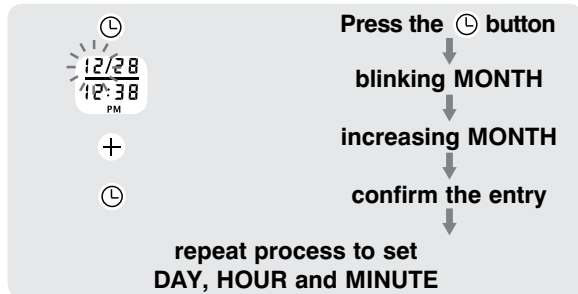 Press the button
12/28
12:38
PM
blinking MONTH
+
increasing MONTH
confirm the entry
repeat process to set
DAY, HOUR and MINUTE